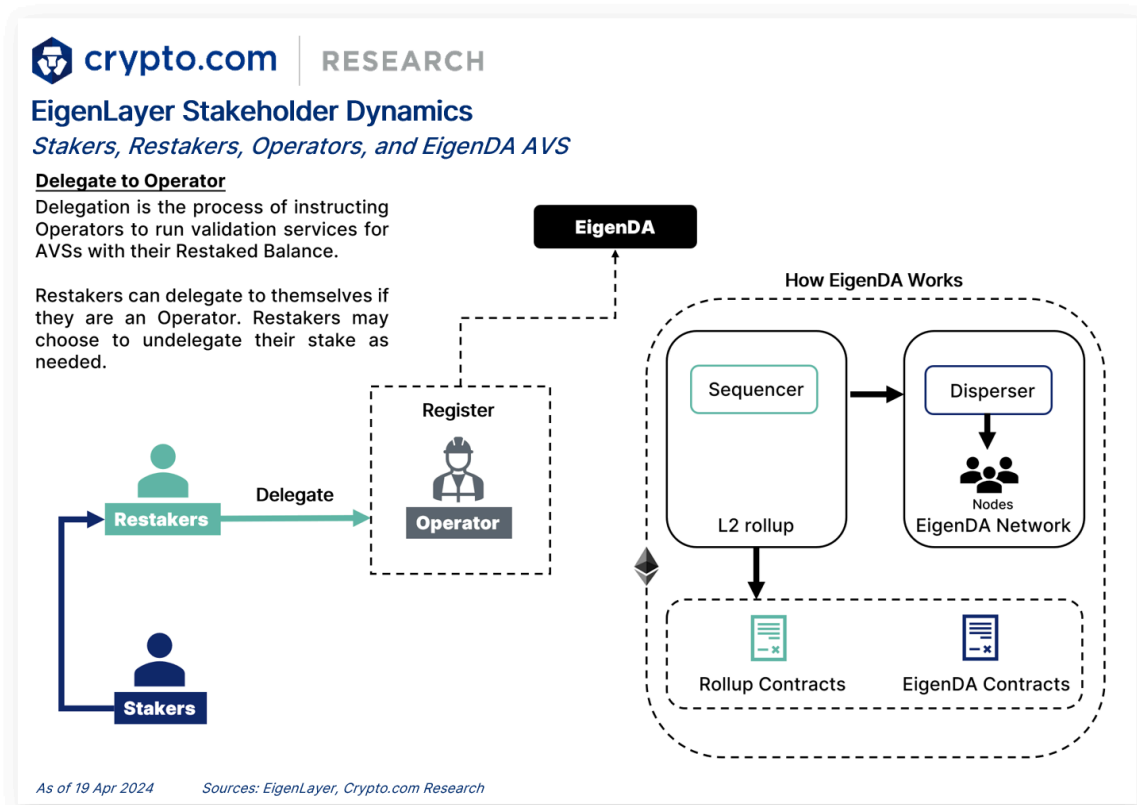 crypto.com RESEARCH
EigenLayer Stakeholder Dynamics
Stakers, Restakers, Operators, and EigenDA AVS
Delegate to Operator
Delegation is the process of instructing
Operators to run validation services for
AVSs with their Restaked Balance.
Restakers can delegate to themselves if
they are an Operator. Restakers may
choose to undelegate their stake as
needed.
EigenDA
Register
Operator
Delegate
Restakers
Stakers
How EigenDA Works
Sequencer
L2 rollup
Disperser
Nodes
EigenDA Network
Rollup Contracts
EigenDA Contracts
As of 19 Apr 2024 Sources: EigenLayer, Crypto.com Research